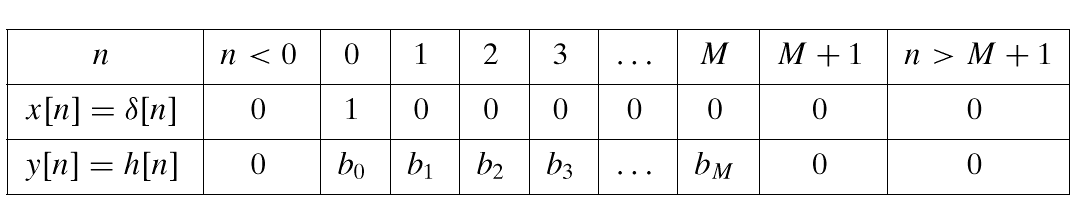 n n < 0 0 1 2 3 ... M M + 1 n > M + 1
x[n] = δ[n] 0 1 0 0 0 0 0 0 0
y[n] = h[n] 0 b₀ b₁ b₂ b₃ ... b_M 0 0